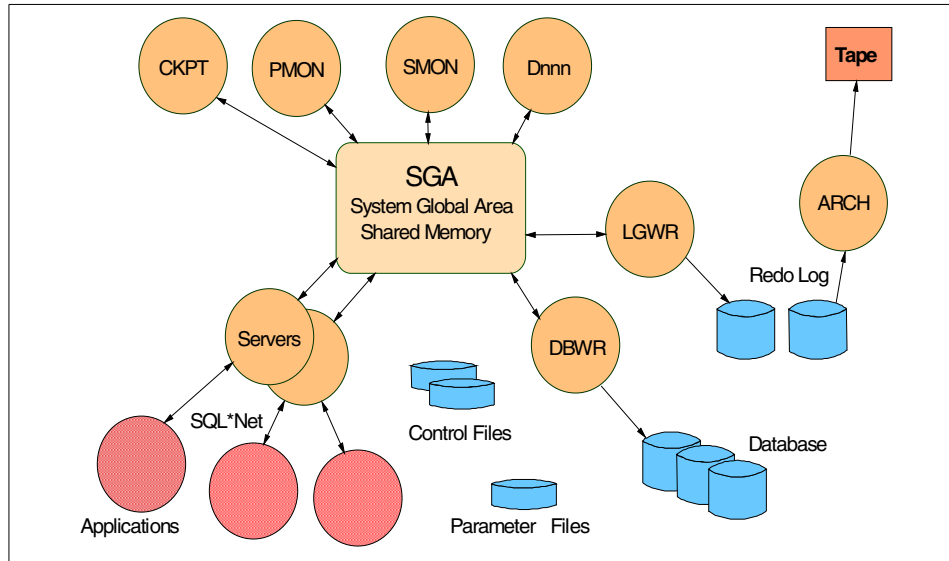 CKPT
PMON
SMON
Dnnn
Tape
SGA
System Global Area
Shared Memory
LGWR
ARCH
Redo Log
Servers
DBWR
SQL*Net
Control Files
Database
Applications
Parameter Files